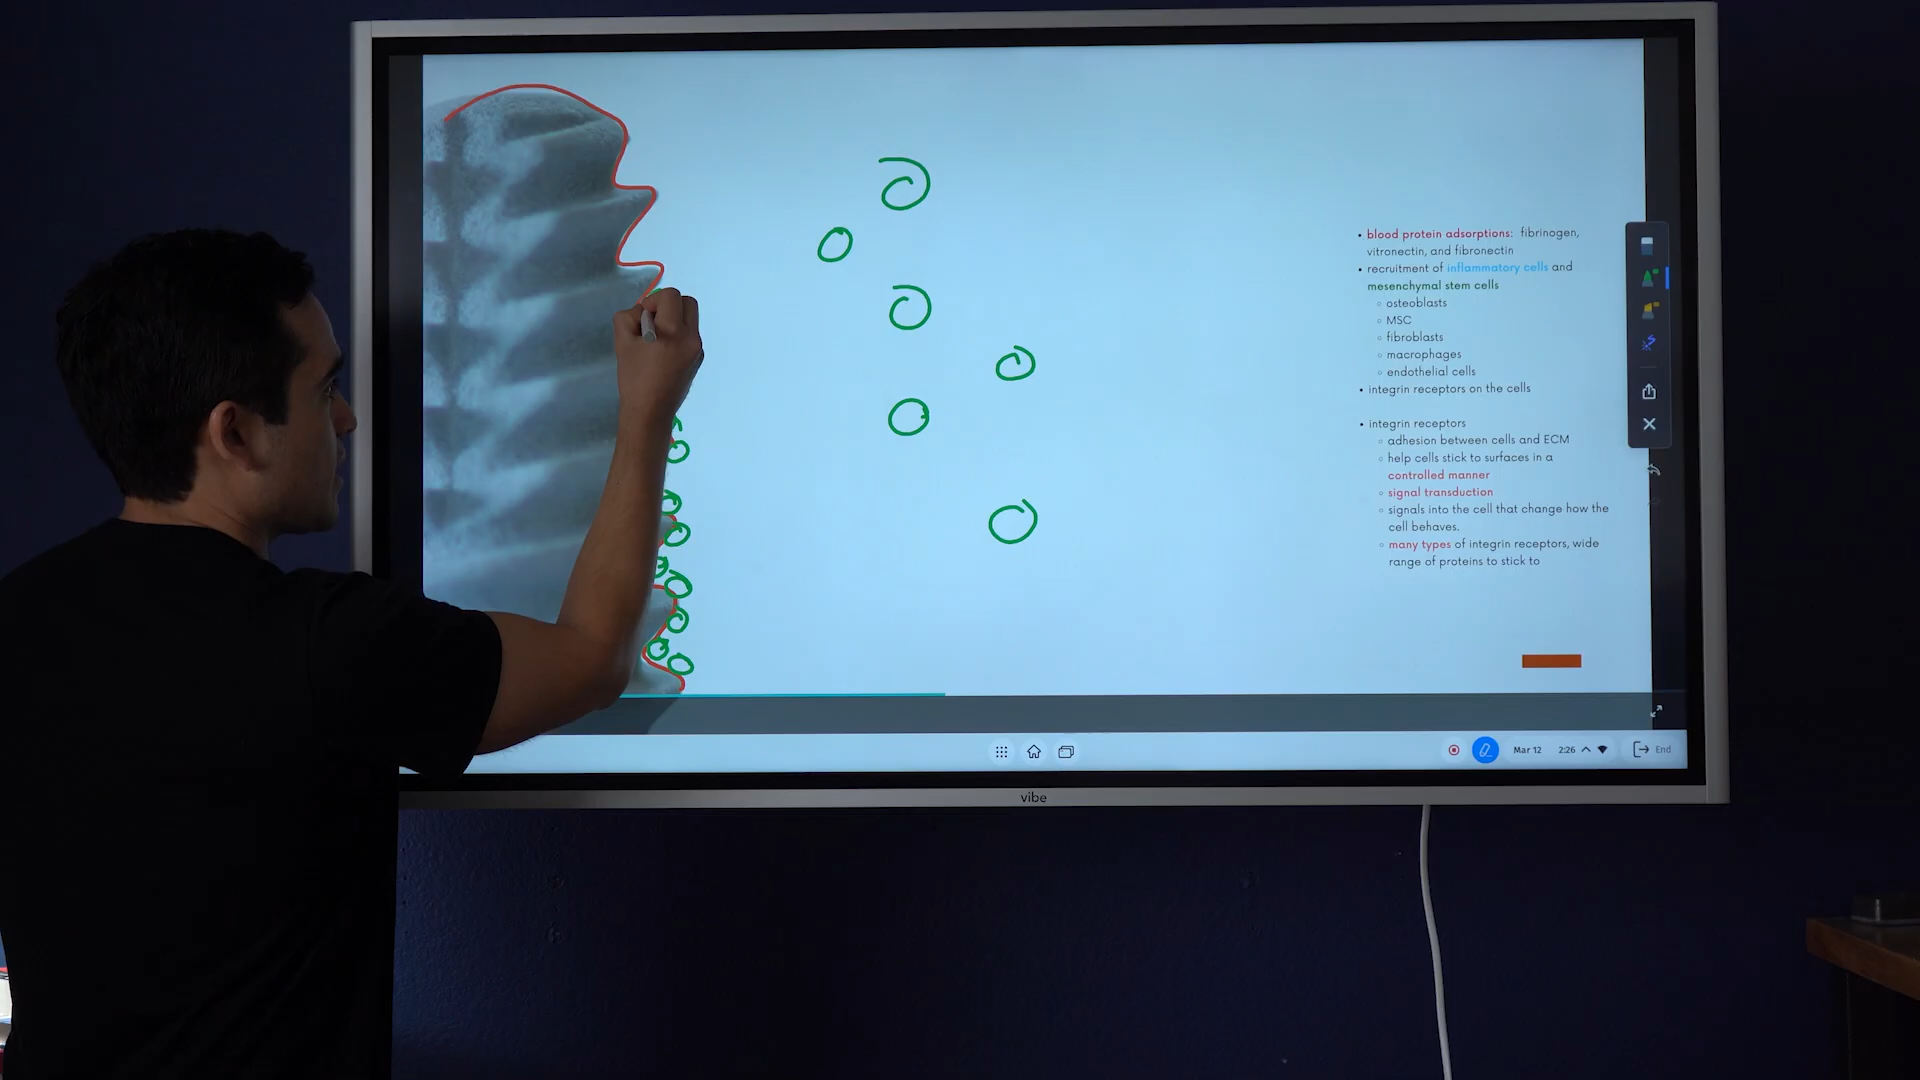 • blood protein adsorptions: fibrinogen,
vitronectin, and fibronectin
• recruitment of inflammatory cells and
mesenchymal stem cells
○ osteoblasts
○ MSC
○ fibroblasts
○ macrophages
○ endothelial cells
• integrin receptors on the cells
• integrin receptors
○ adhesion between cells and ECM
○ help cells stick to surfaces in a
controlled manner
○ signal transduction
○ signals into the cell that change how the
cell behaves.
○ many types of integrin receptors, wide
range of proteins to stick to
Mar 12 2:26 End
vibe